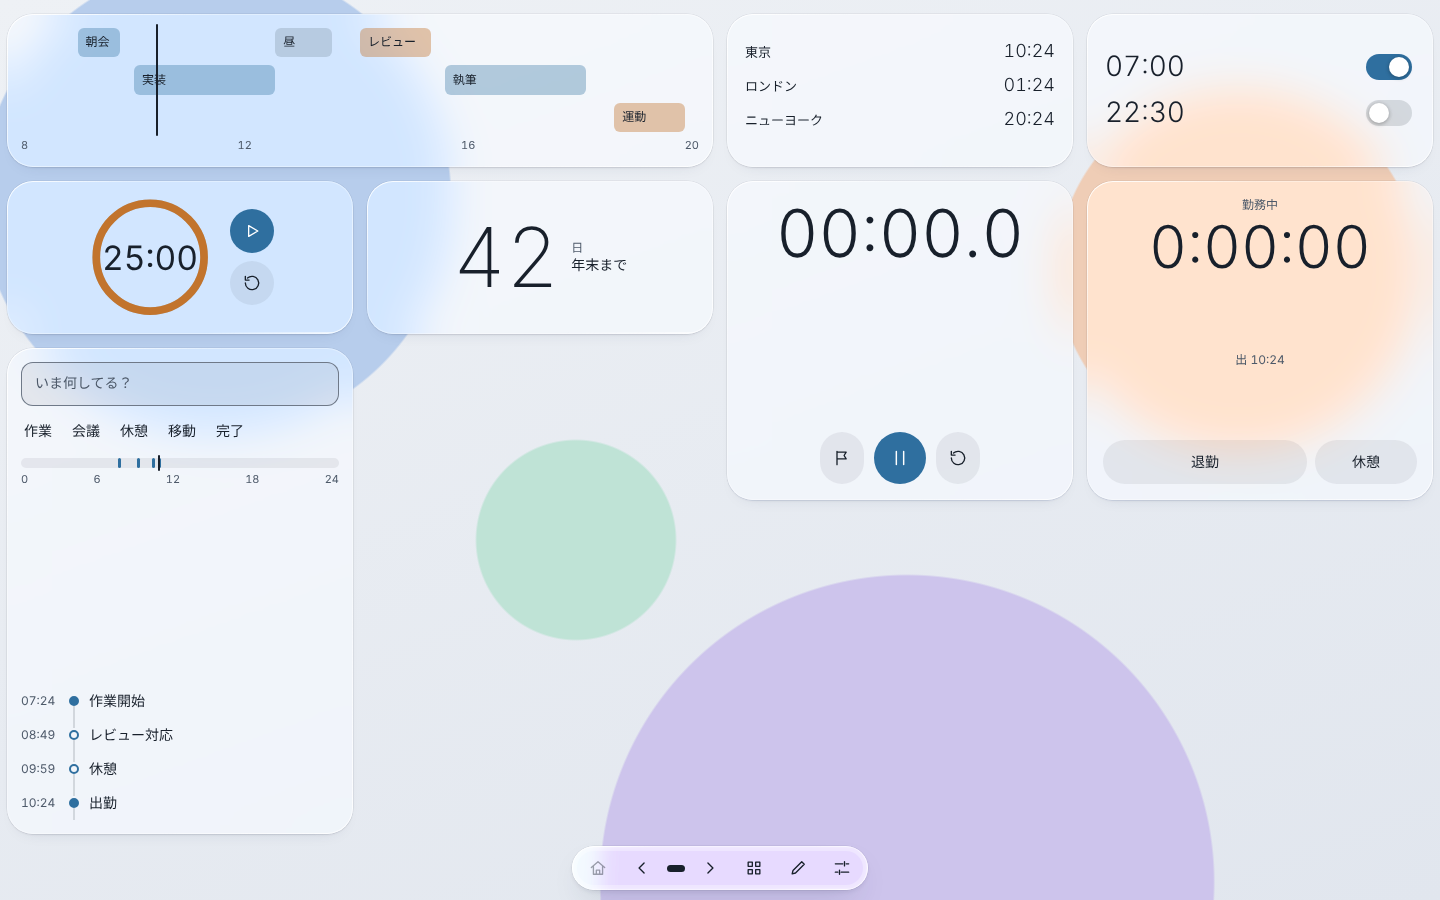 朝会
昼
レビュー
実装
執筆
運動
8 12 16 20
東京 10:24
ロンドン 01:24
ニューヨーク 20:24
07:00
22:30
25:00
42
日
年末まで
00:00.0
勤務中
0:00:00
出 10:24
退勤 休憩
いま何してる？
作業 会議 休憩 移動 完了
0 6 12 18 24
07:24 作業開始
08:49 レビュー対応
09:59 休憩
10:24 出勤